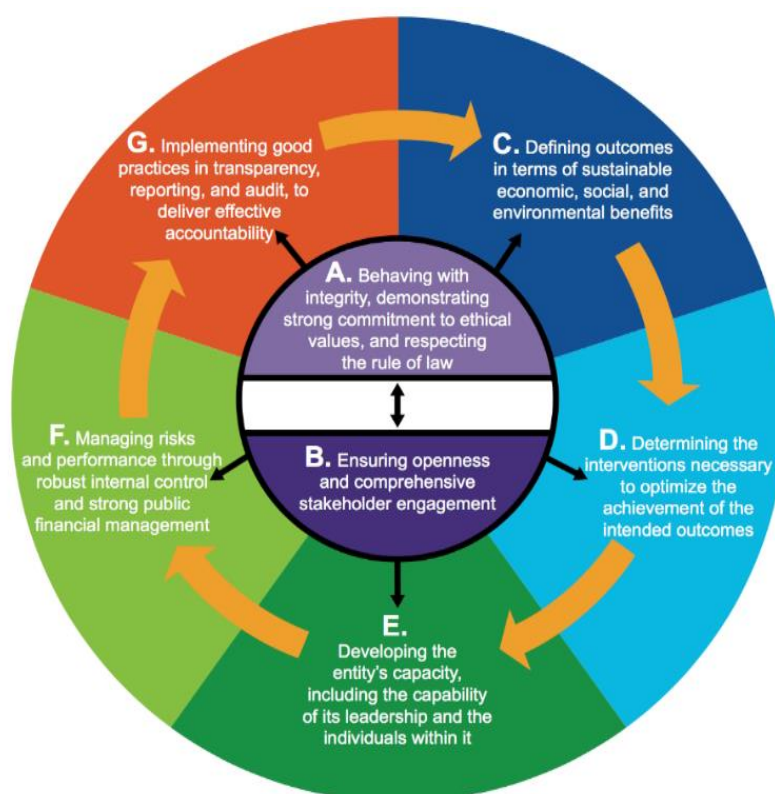 A. Behaving with
integrity, demonstrating
strong commitment to ethical
values, and respecting
the rule of law
B. Ensuring openness
and comprehensive
stakeholder engagement
C. Defining outcomes
in terms of sustainable
economic, social, and
environmental benefits
D. Determining the
interventions necessary
to optimize the
achievement of the
intended outcomes
E.
Developing the
entity's capacity,
including the capability
of its leadership and the
individuals within it
F. Managing risks
and performance through
robust internal control
and strong public
financial management
G. Implementing good
practices in transparency,
reporting, and audit, to
deliver effective
accountability